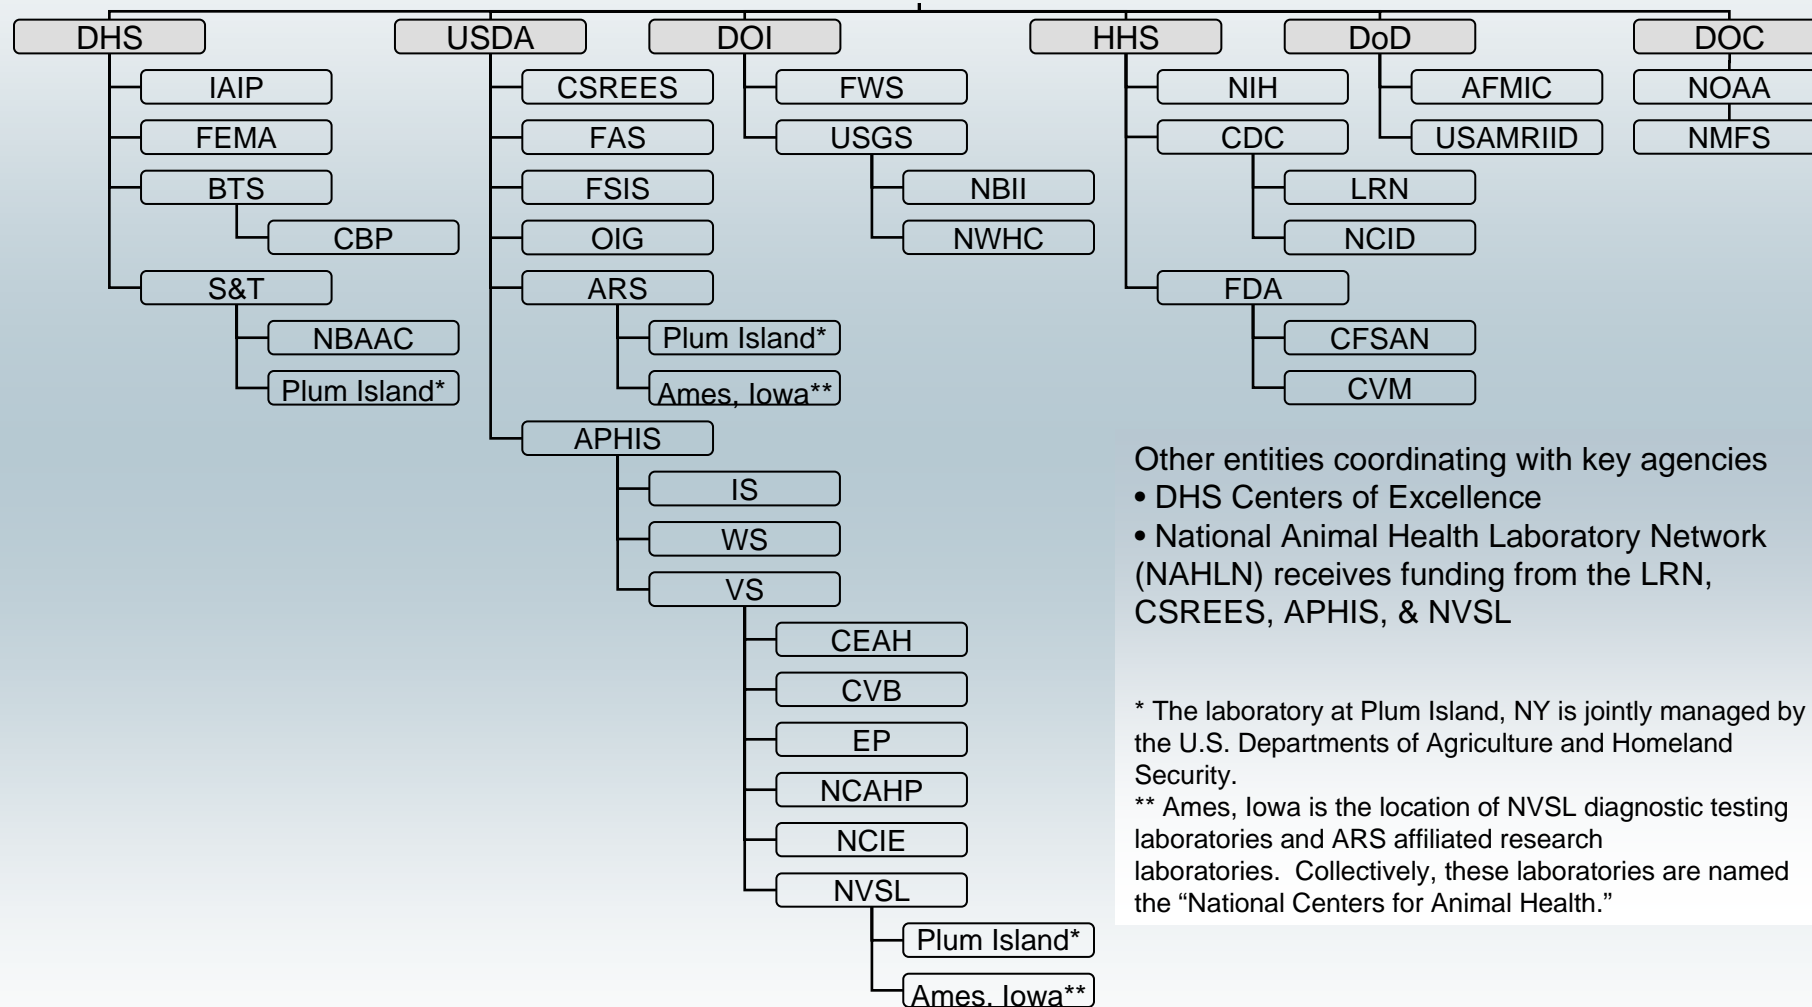 DHS
IAIP
FEMA
BTS
CBP
S&T
NBAAC
Plum Island*
USDA
CSREES
FAS
FSIS
OIG
ARS
Plum Island*
Ames, Iowa**
APHIS
IS
WS
VS
CEAH
CVB
EP
NCAHP
NCIE
NVSL
Plum Island*
Ames, Iowa**
DOI
FWS
USGS
NBII
NWHC
HHS
NIH
CDC
LRN
NCID
FDA
CFSAN
CVM
DoD
AFMIC
USAMRIID
DOC
NOAA
NMFS
Other entities coordinating with key agencies
• DHS Centers of Excellence
• National Animal Health Laboratory Network
(NAHLN) receives funding from the LRN,
CSREES, APHIS, & NVSL
* The laboratory at Plum Island, NY is jointly managed by
the U.S. Departments of Agriculture and Homeland
Security.
** Ames, Iowa is the location of NVSL diagnostic testing
laboratories and ARS affiliated research
laboratories. Collectively, these laboratories are named
the “National Centers for Animal Health.”